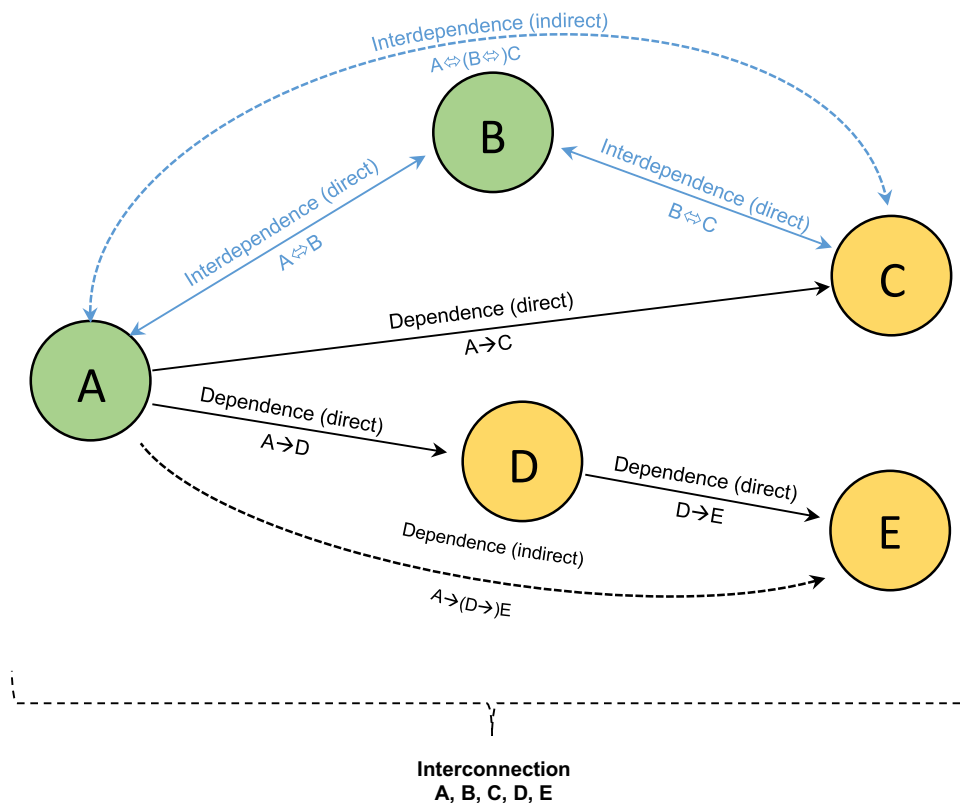 Interdependence (indirect)
A⇔(B⇔)C
B
Interdependence (direct)
A⇔B
Interdependence (direct)
B⇔C
C
Dependence (direct)
A→C
A
Dependence (direct)
A→D
D
Dependence (direct)
D→E
E
Dependence (indirect)
A→(D→)E
Interconnection
A, B, C, D, E